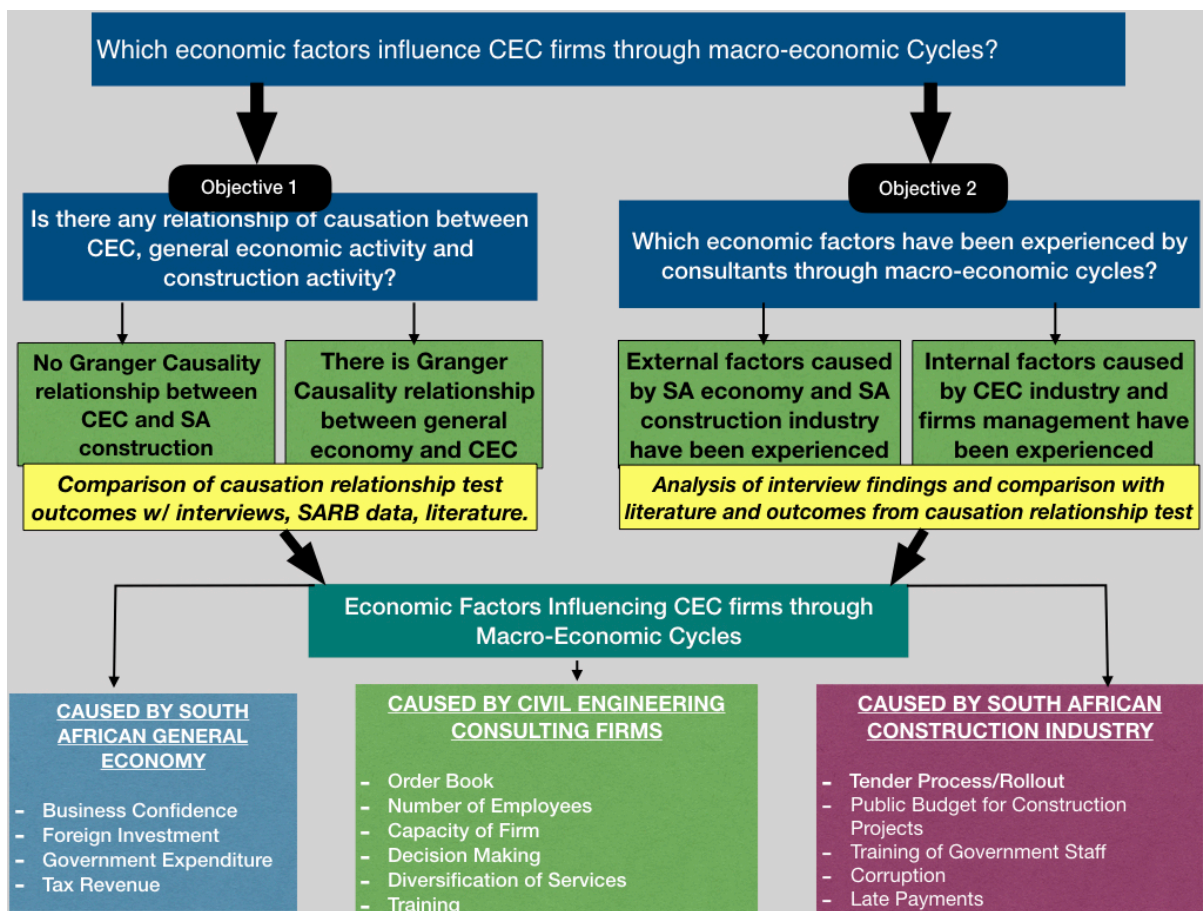 Which economic factors influence CEC firms through macro-economic Cycles?
Objective 1
Is there any relationship of causation between
CEC, general economic activity and
construction activity?
Objective 2
Which economic factors have been experienced by
consultants through macro-economic cycles?
No Granger Causality
relationship between
CEC and SA
construction
There is Granger
Causality relationship
between general
economy and CEC
External factors caused
by SA economy and SA
construction industry
have been experienced
Internal factors caused
by CEC industry and
firms management have
been experienced
Comparison of causation relationship test
outcomes w/ interviews, SARB data, literature.
Analysis of interview findings and comparison with
literature and outcomes from causation relationship test
Economic Factors Influencing CEC firms through
Macro-Economic Cycles
CAUSED BY SOUTH
AFRICAN GENERAL
ECONOMY
- Business Confidence
- Foreign Investment
- Government Expenditure
- Tax Revenue
CAUSED BY CIVIL ENGINEERING
CONSULTING FIRMS
- Order Book
- Number of Employees
- Capacity of Firm
- Decision Making
- Diversification of Services
- Training
CAUSED BY SOUTH AFRICAN
CONSTRUCTION INDUSTRY
- Tender Process/Rollout
- Public Budget for Construction
Projects
- Training of Government Staff
- Corruption
- Late Payments